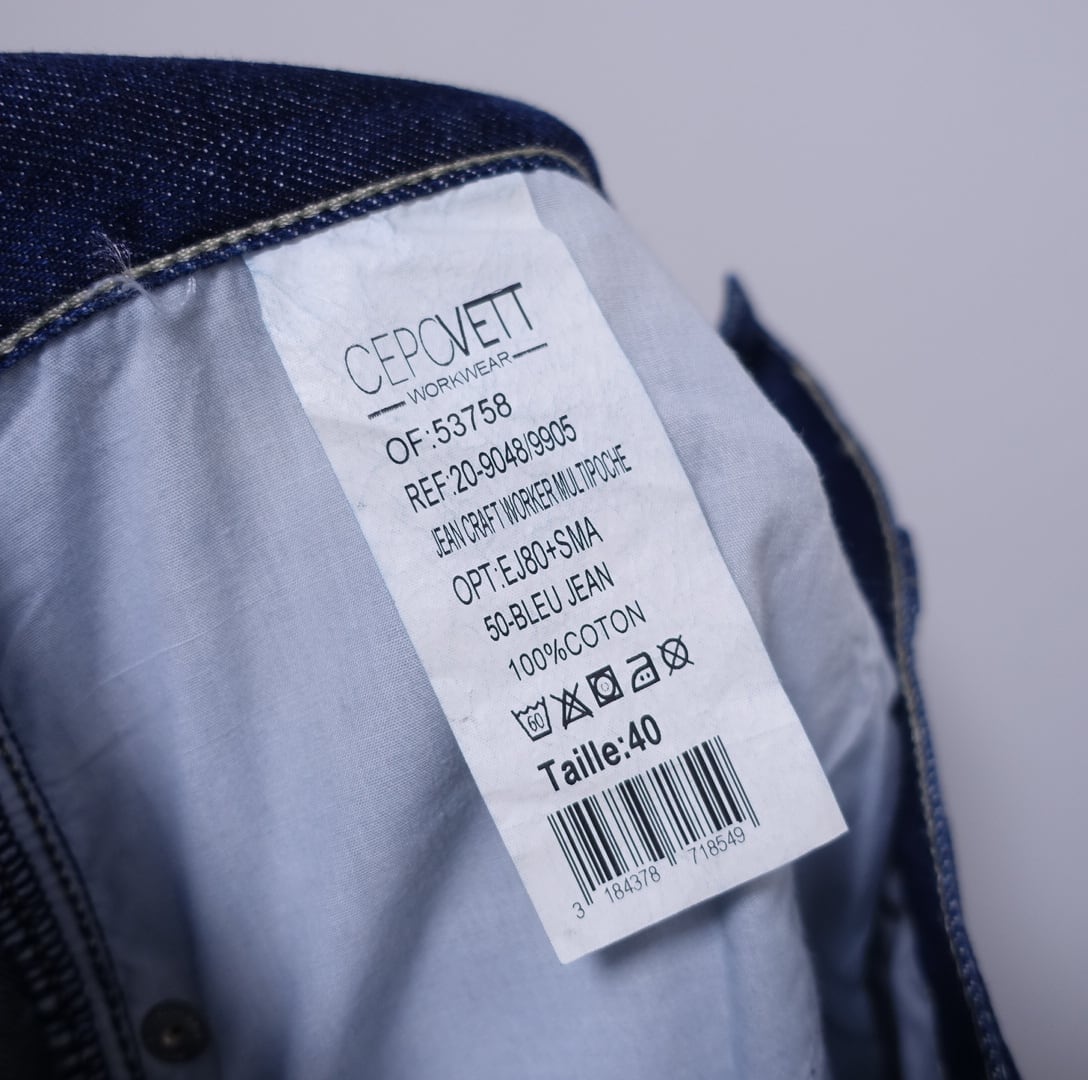 CEPOVETT
WORKWEAR
OF:53758
REF:20-9048/9905
JEAN CRAFT WORKER MULTIPOCHE
OPT:EJ80+SMA
50-BLEU JEAN
100%COTON
60
Taille:40
3 184378 718549